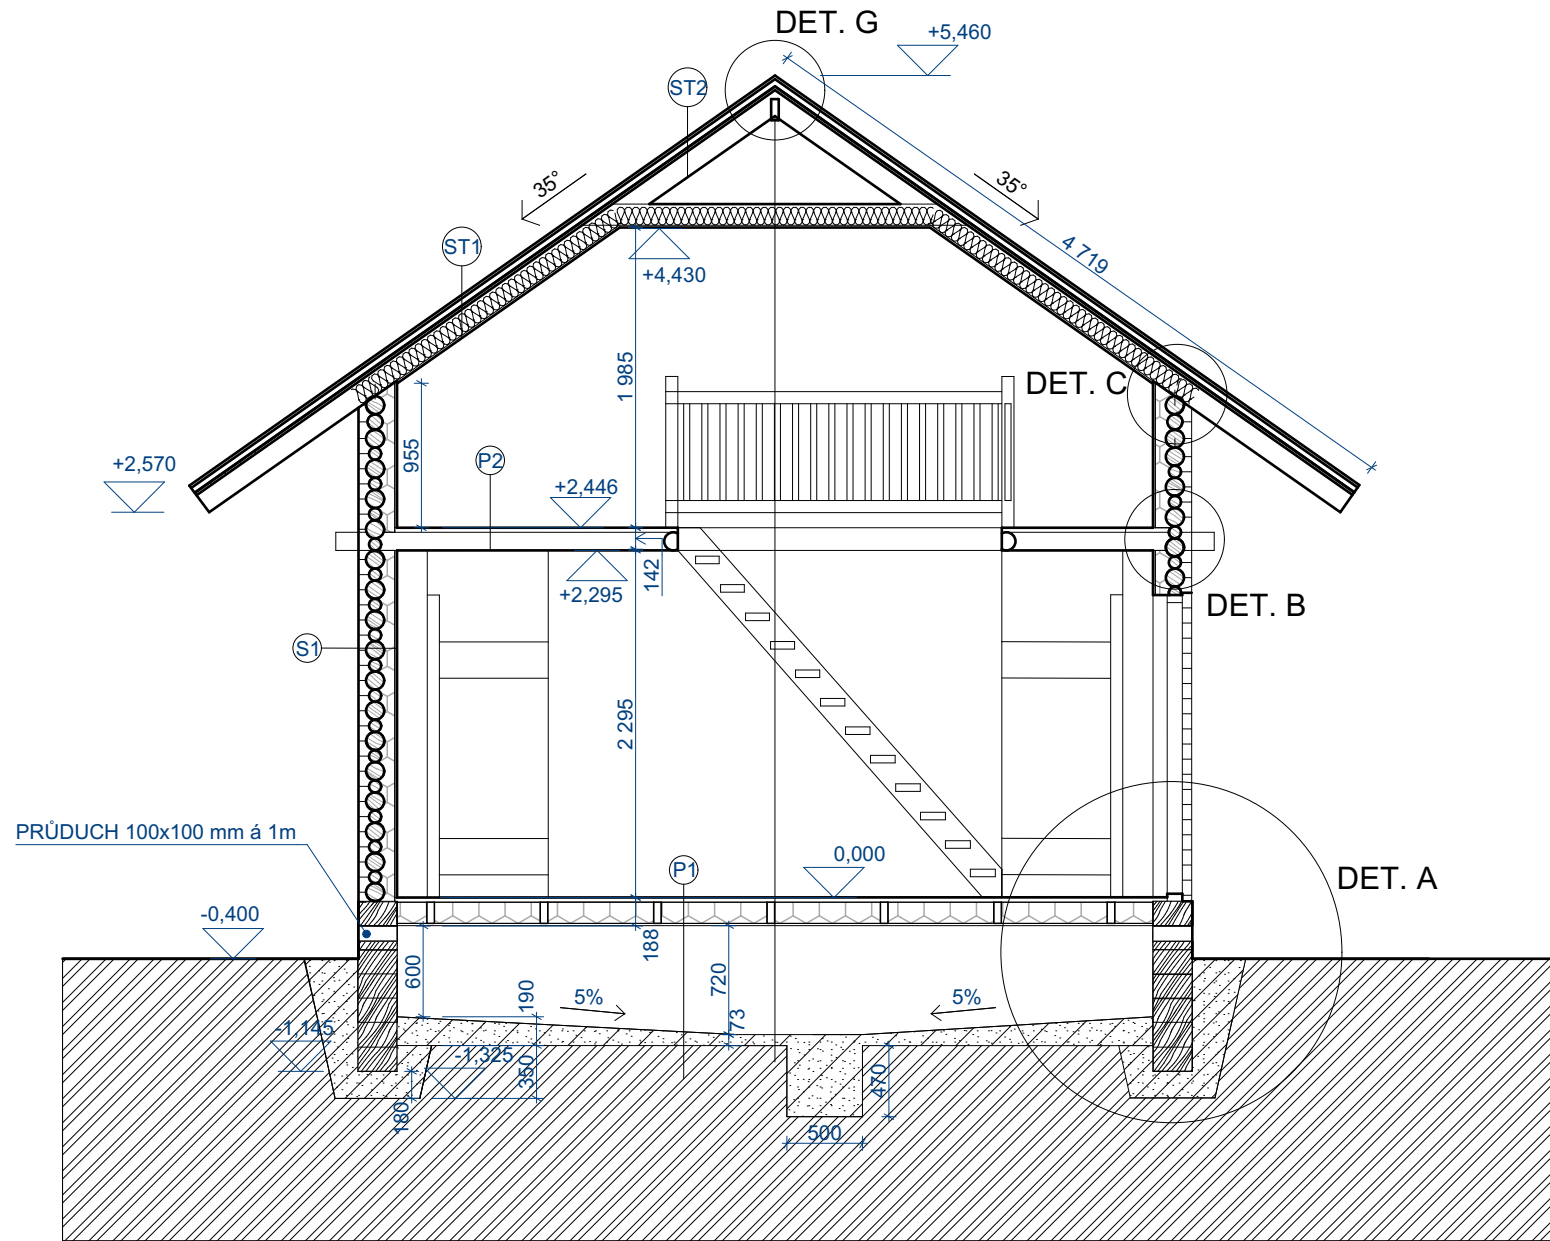 DET. G
+5,460
ST2
35°
35°
ST1
4 719
+4,430
1 985
DET. C
955
+2,570
P2
+2,446
142
+2,295
DET. B
S1
2 295
PRŮDUCH 100x100 mm á 1m
0,000
P1
DET. A
-0,400
188
600
720
190
5%
5%
73
-1,145
-1,325
350
470
180
500